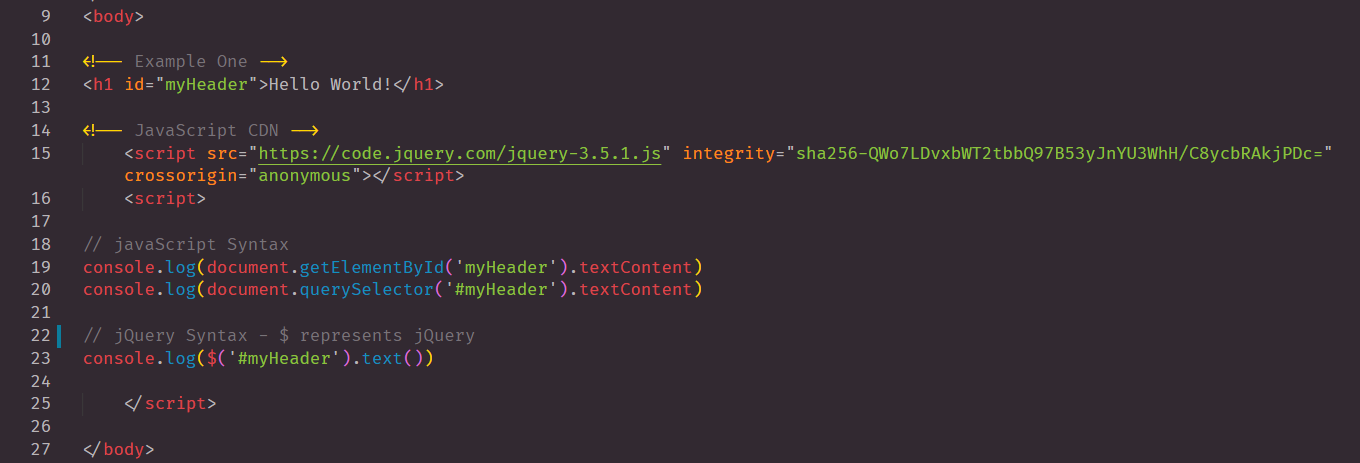 9 <body>
10
11 <!-- Example One -->
12 <h1 id="myHeader">Hello World!</h1>
13
14 <!-- JavaScript CDN -->
15 <script src="https://code.jquery.com/jquery-3.5.1.js" integrity="sha256-QWo7LDvxbWT2tbbQ97B53yJnYU3WhH/C8ycbRAkjPDc="
crossorigin="anonymous"></script>
16 <script>
17
18 // javaScript Syntax
19 console.log(document.getElementById('myHeader').textContent)
20 console.log(document.querySelector('#myHeader').textContent)
21
22 // jQuery Syntax - $ represents jQuery
23 console.log($('#myHeader').text())
24
25 </script>
26
27 </body>